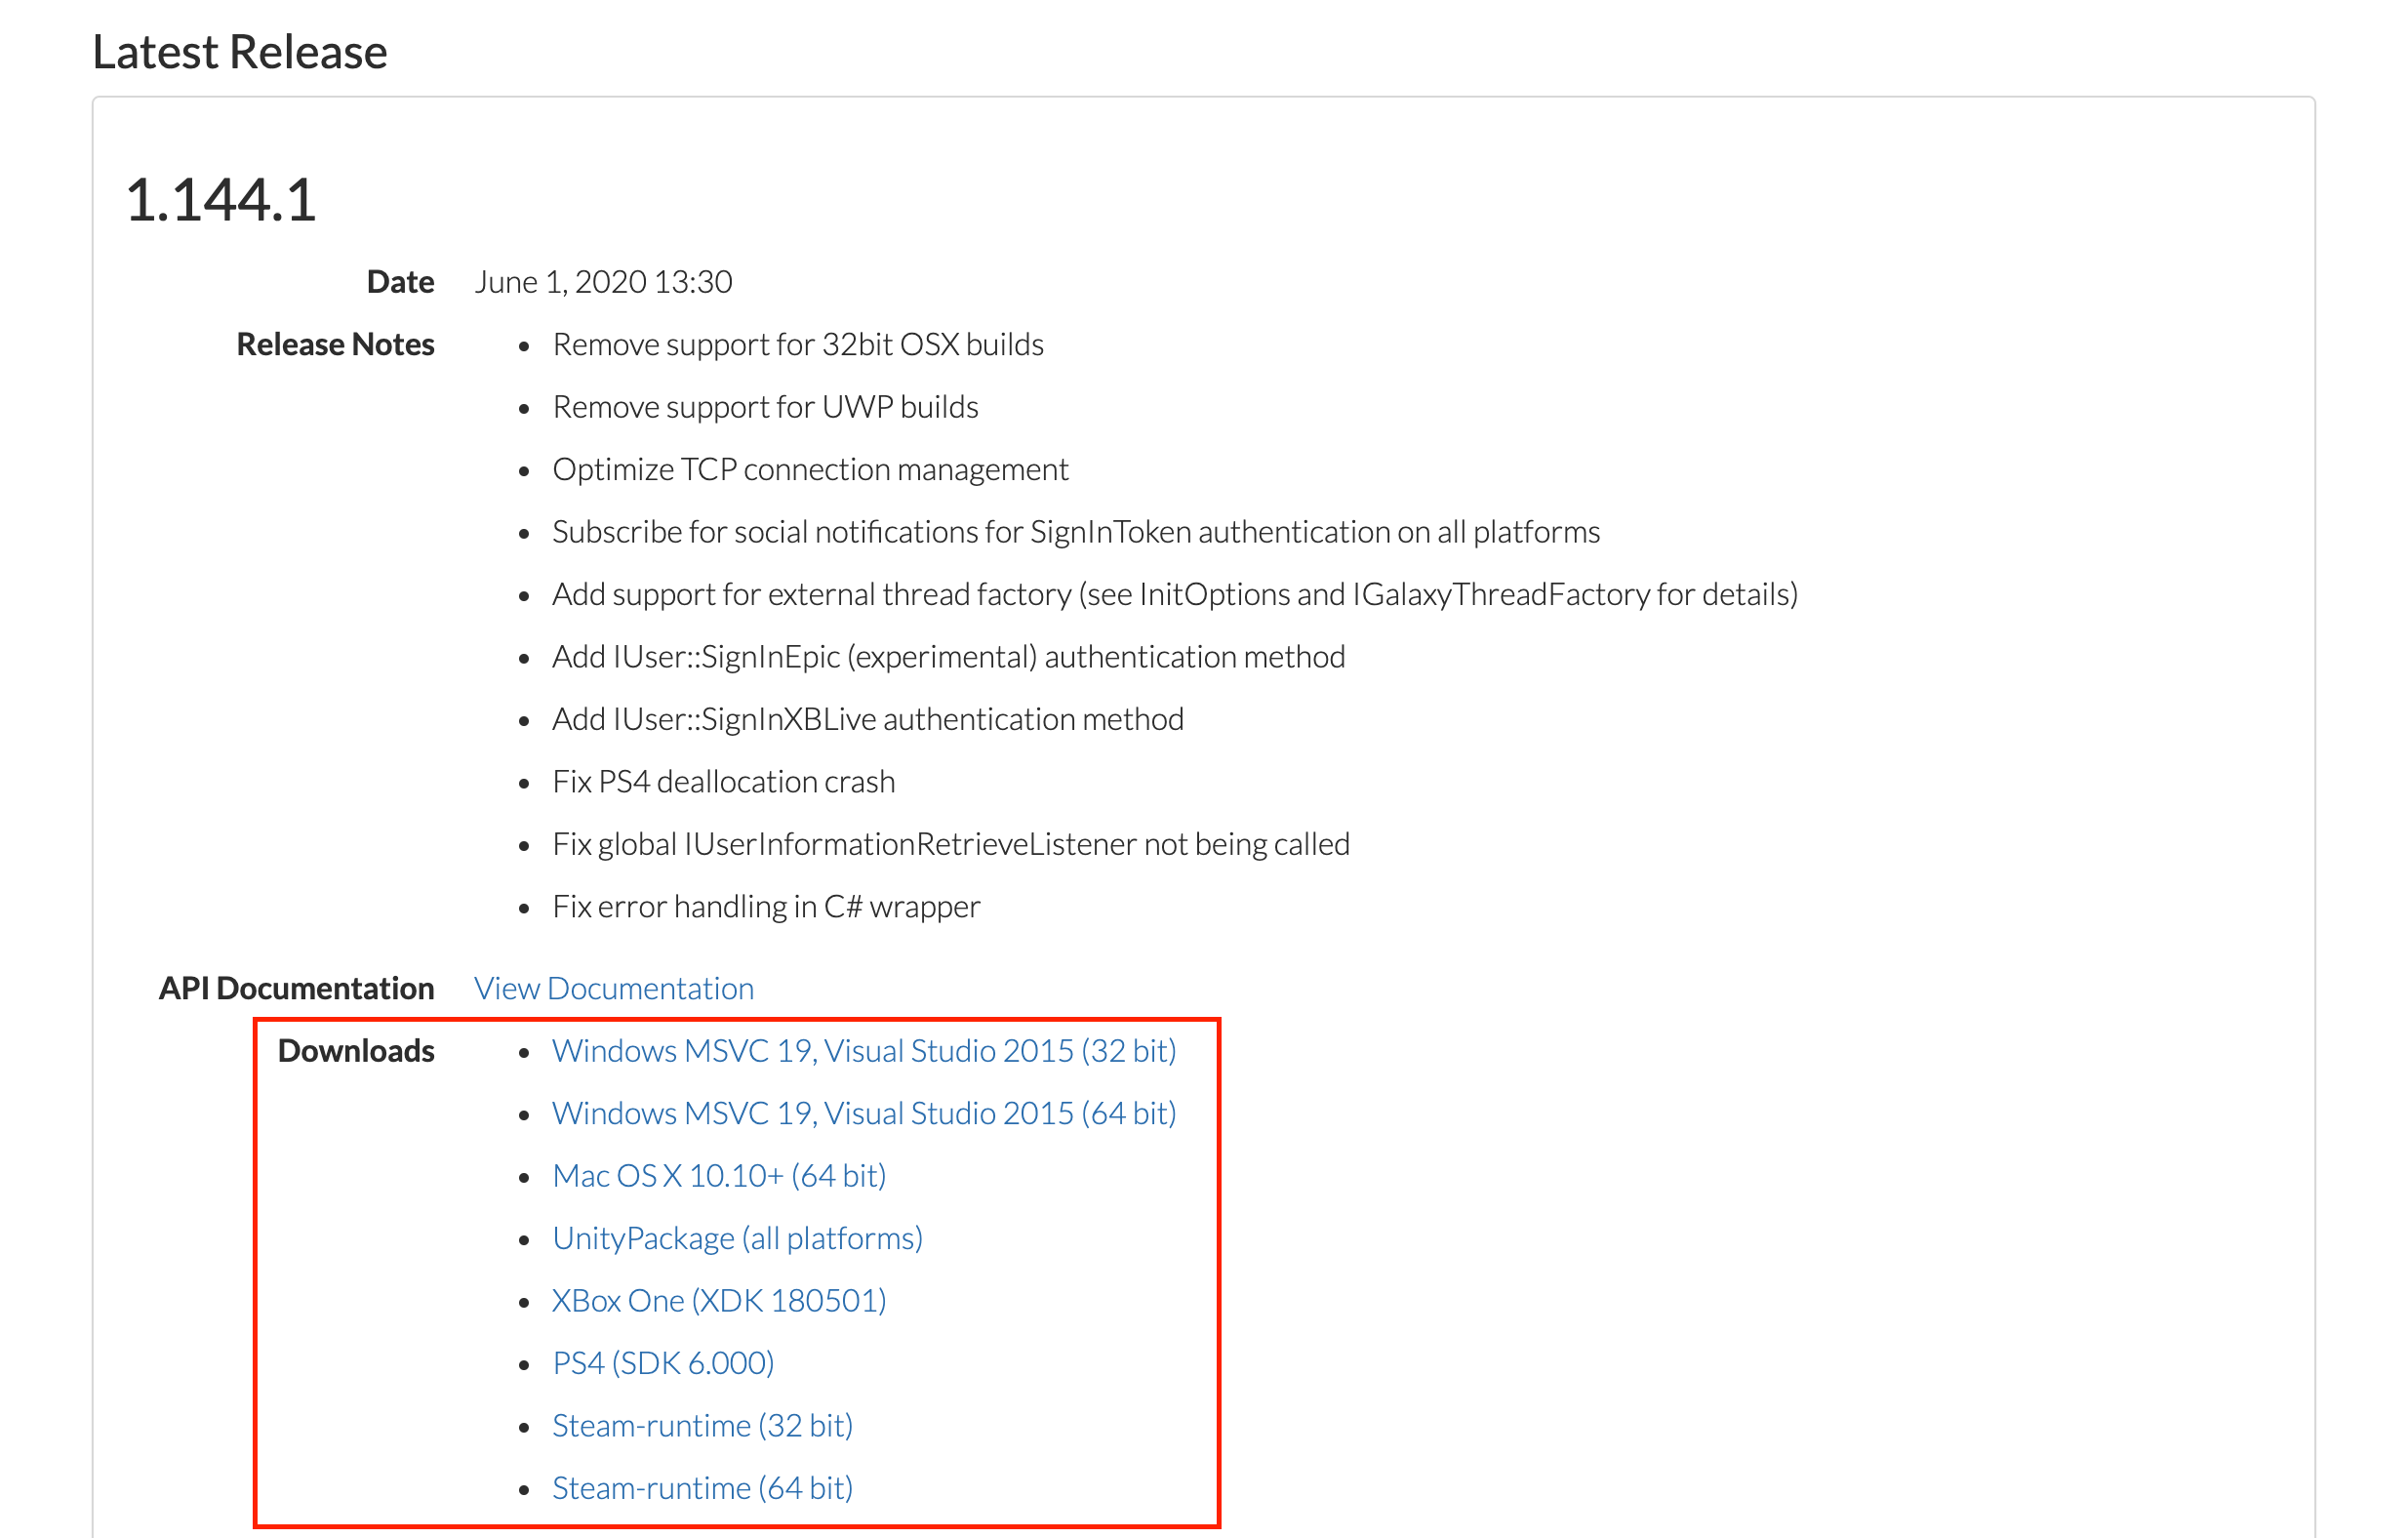 Latest Release
1.144.1
Date June 1, 2020 13:30
Release Notes • Remove support for 32bit OSX builds
• Remove support for UWP builds
• Optimize TCP connection management
• Subscribe for social notifications for SignInToken authentication on all platforms
• Add support for external thread factory (see InitOptions and IGalaxyThreadFactory for details)
• Add IUser::SignInEpic (experimental) authentication method
• Add IUser::SignInXBLive authentication method
• Fix PS4 deallocation crash
• Fix global IUserInformationRetrieveListener not being called
• Fix error handling in C# wrapper
API Documentation View Documentation
Downloads • Windows MSVC 19, Visual Studio 2015 (32 bit)
• Windows MSVC 19, Visual Studio 2015 (64 bit)
• Mac OS X 10.10+ (64 bit)
• UnityPackage (all platforms)
• XBox One (XDK 180501)
• PS4 (SDK 6.000)
• Steam-runtime (32 bit)
• Steam-runtime (64 bit)